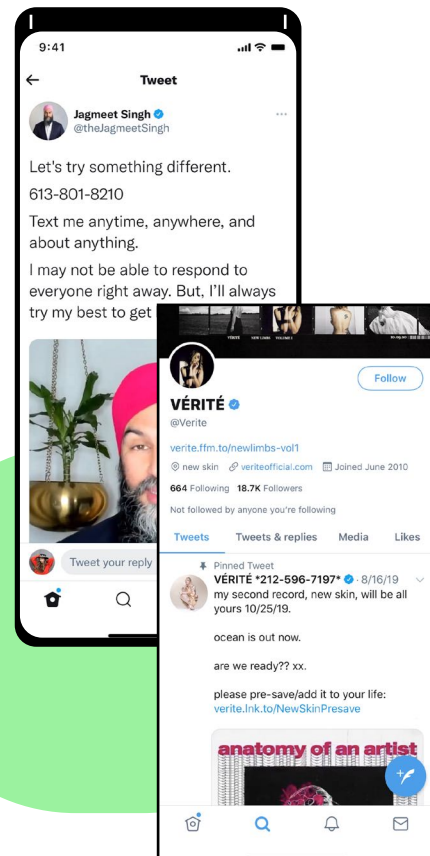 9:41
Tweet
Jagmeet Singh
@theJagmeetSingh
Let's try something different.
613-801-8210
Text me anytime, anywhere, and
about anything.
I may not be able to respond to
everyone right away. But, I'll always
try my best to get
Tweet your reply
VÉRITÉ NEW LIMBS VOLUME I
Follow
VÉRITÉ
@Verite
verite.ffm.to/newlimbs-vol1
new skin veriteofficial.com Joined June 2010
664 Following 18.7K Followers
Not followed by anyone you're following
Tweets Tweets & replies Media Likes
Pinned Tweet
VÉRITÉ *212-596-7197* · 8/16/19
my second record, new skin, will be all
yours 10/25/19.
ocean is out now.
are we ready?? xx.
please pre-save/add it to your life:
verite.lnk.to/NewSkinPresave
anatomy of an artist